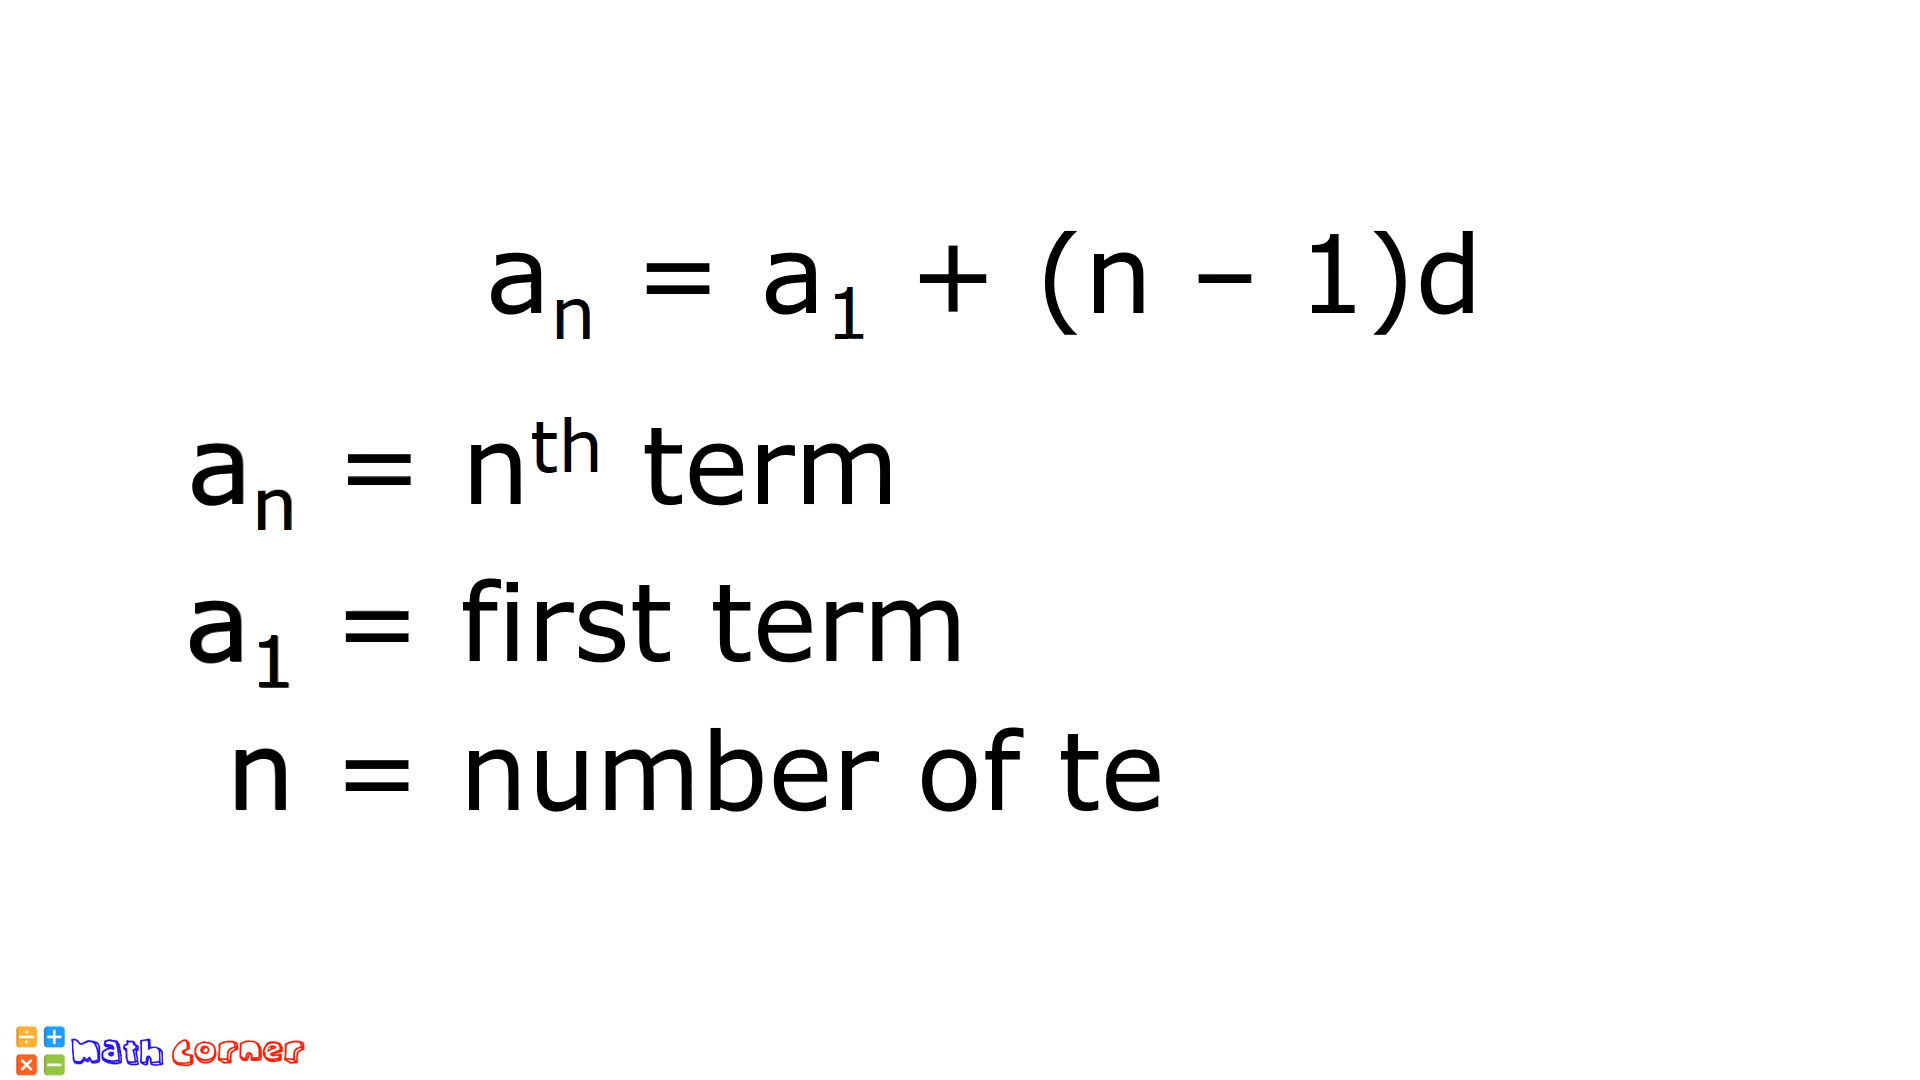 aₙ = a₁ + (n − 1)d
aₙ = nᵗʰ term
a₁ = first term
n = number of te
÷ +
× − Math Corner